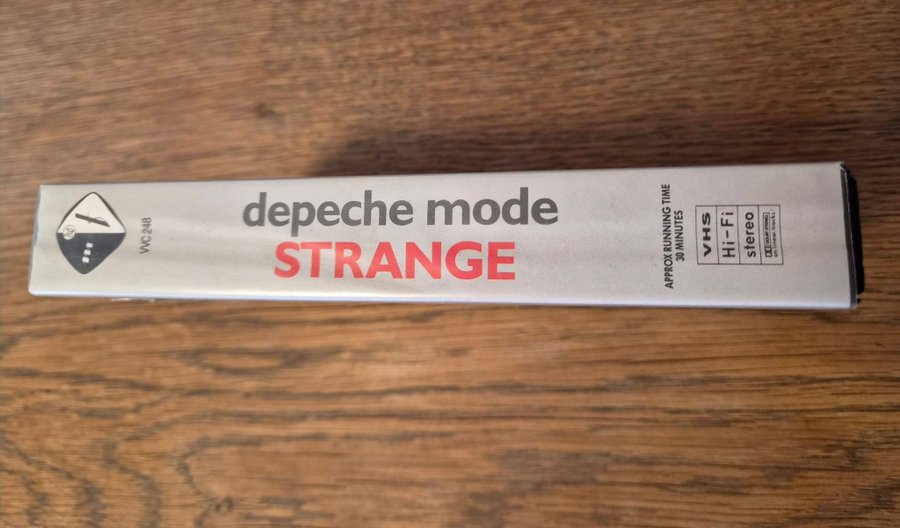 VVC 248
depeche mode
STRANGE
APPROX RUNNING TIME
30 MINUTES
VHS
Hi-Fi
stereo